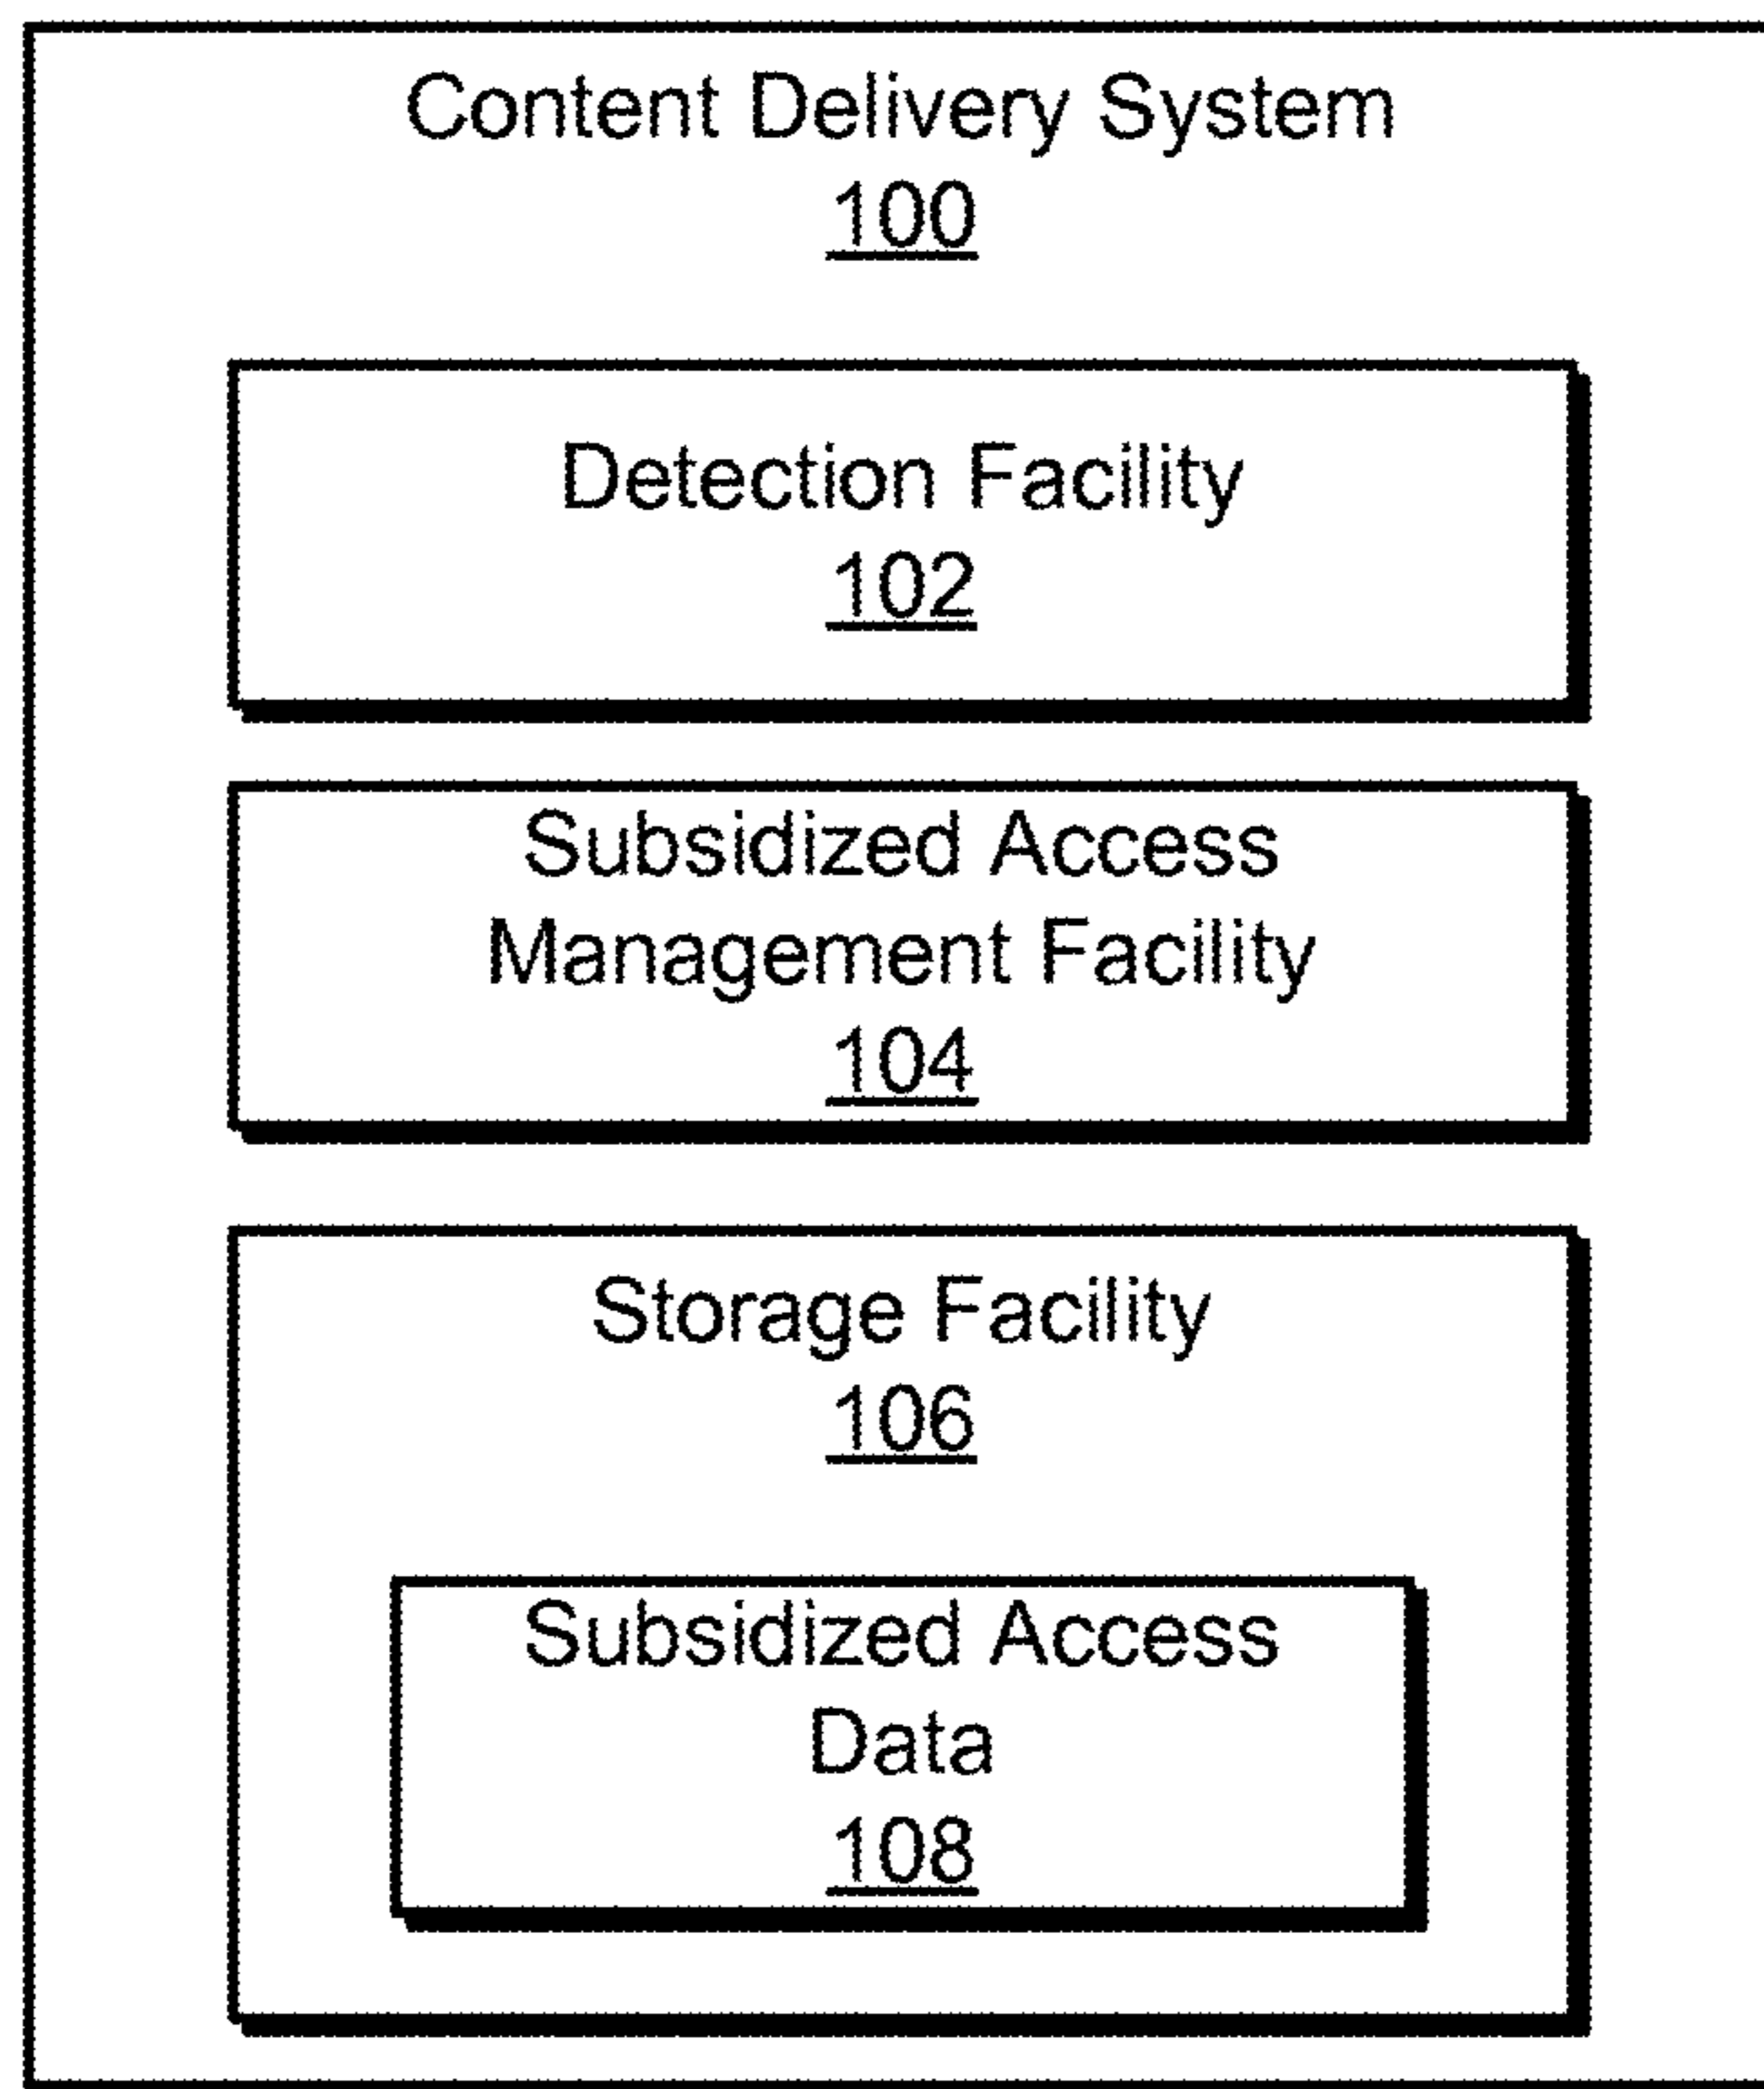 Content Delivery System
100
Detection Facility
102
Subsidized Access
Management Facility
104
Storage Facility
106
Subsidized Access
Data
108